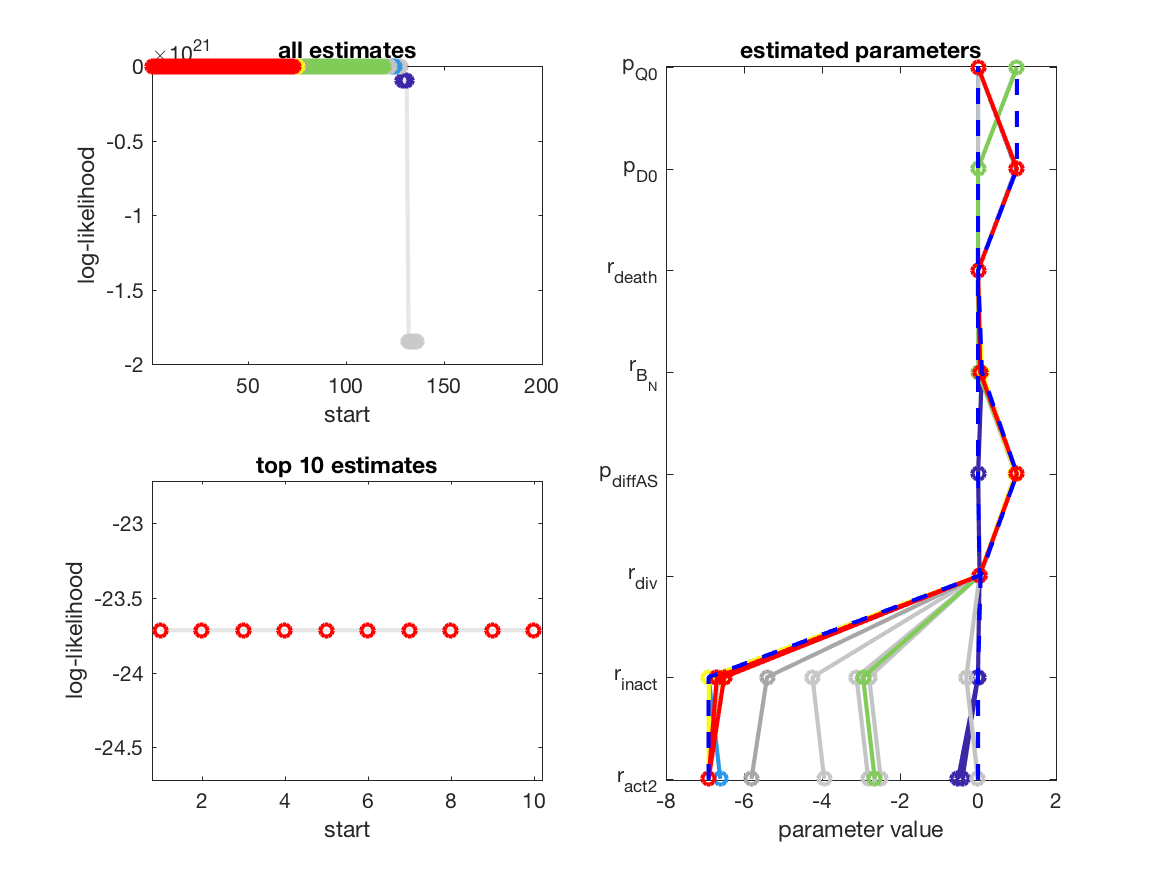 all estimates
×10^21
0
-0.5
-1
-1.5
-2
50 100 150 200
start
log-likelihood
top 10 estimates
-23
-23.5
-24
-24.5
2 4 6 8 10
start
log-likelihood
estimated parameters
p_Q0
p_D0
r_death
r_B_N
p_diffAS
r_div
r_inact
r_act2
-8 -6 -4 -2 0 2
parameter value